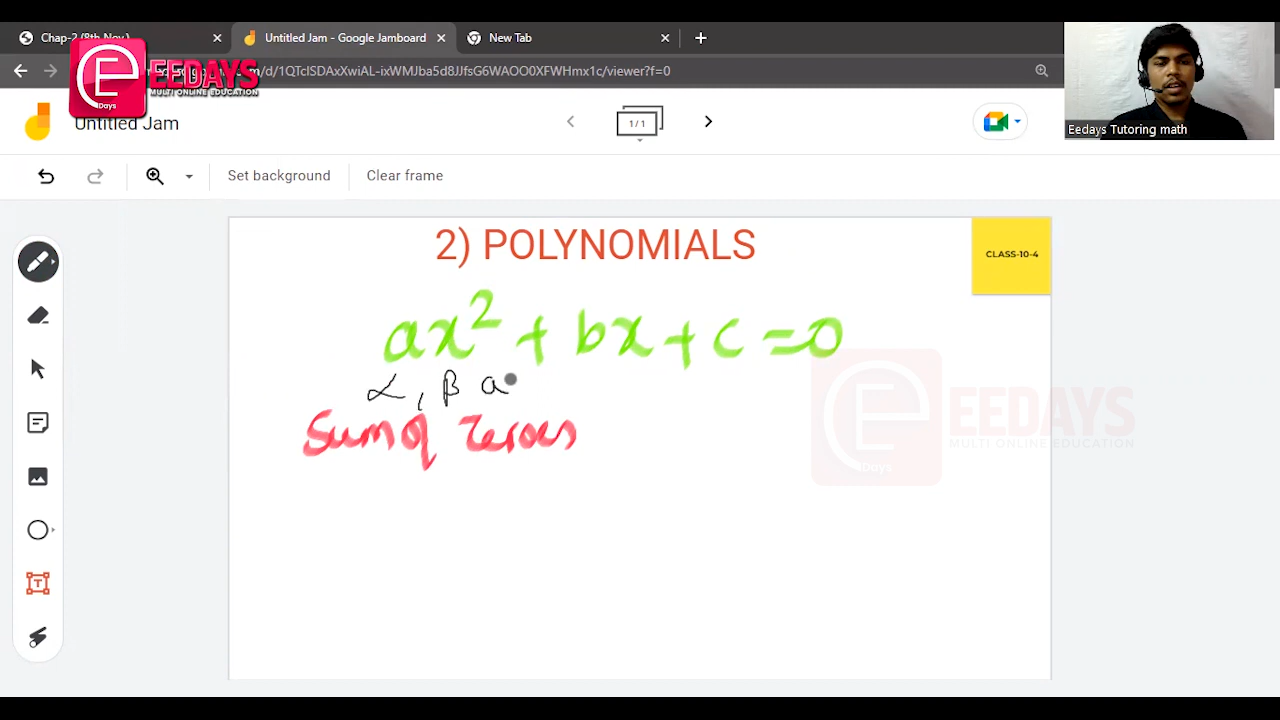 Chap-2 (8th Nov)
Untitled Jam - Google Jamboard
New Tab
m/d/1QTclSDAxXwiAL-ixWMJba5d8JJfsG6WAOO0XFWHmx1c/viewer?f=0
e Days EEDAYS
MULTI ONLINE EDUCATION
Untitled Jam
1/1
Eedays Tutoring math
Set background
Clear frame
2) POLYNOMIALS
CLASS-10-4
ax² + bx + c = 0
α, β a
Sum of zeroes
e Days EEDAYS
MULTI ONLINE EDUCATION